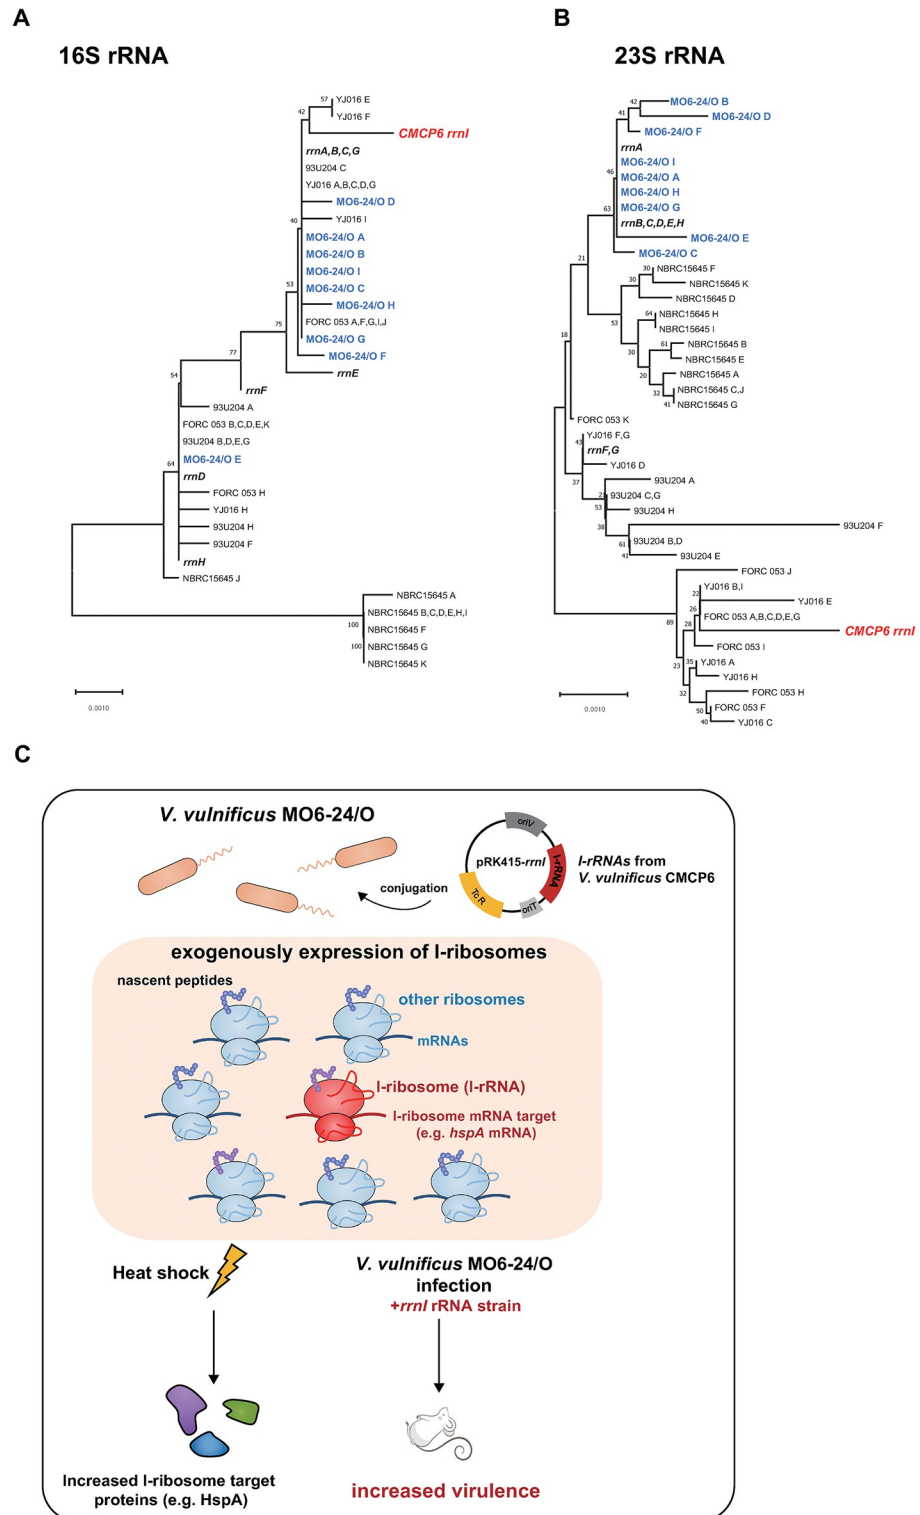 A
16S rRNA
57
YJ016 E
YJ016 F
42
CMCP6 rrnI
rrnA,B,C,G
93U204 C
YJ016 A,B,C,D,G
MO6-24/O D
40
YJ016 I
MO6-24/O A
MO6-24/O B
MO6-24/O I
53
MO6-24/O C
MO6-24/O H
FORC 053 A,F,G,I,J
75
MO6-24/O G
77
MO6-24/O F
54
rrnE
rrnF
93U204 A
FORC 053 B,C,D,E,K
93U204 B,D,E,G
64
MO6-24/O E
rrnD
FORC 053 H
YJ016 H
93U204 H
93U204 F
rrnH
NBRC15645 J
NBRC15645 A
NBRC15645 B,C,D,E,H,I
100
NBRC15645 F
100
NBRC15645 G
NBRC15645 K
0.0010
B
23S rRNA
42
MO6-24/O B
41
MO6-24/O D
MO6-24/O F
rrnA
MO6-24/O I
46
MO6-24/O A
MO6-24/O H
63
MO6-24/O G
rrnB,C,D,E,H
MO6-24/O E
21
MO6-24/O C
30
NBRC15645 F
30
NBRC15645 K
NBRC15645 D
53
64
NBRC15645 H
NBRC15645 I
18
30
61
NBRC15645 B
NBRC15645 E
20
NBRC15645 A
32
NBRC15645 C,J
41
NBRC15645 G
FORC 053 K
43
YJ016 F,G
rrnF,G
YJ016 D
37
93U204 A
21
93U204 C,G
53
93U204 H
38
93U204 F
61
93U204 B,D
41
93U204 E
FORC 053 J
22
YJ016 B,I
YJ016 E
26
FORC 053 A,B,C,D,E,G
89
28
CMCP6 rrnI
FORC 053 I
23
35
YJ016 A
YJ016 H
32
FORC 053 H
50
FORC 053 F
40
YJ016 C
0.0010
C
V. vulnificus MO6-24/O
oriV
pRK415-rrnI
I-rRNA
oriT
TcR
I-rRNAs from
V. vulnificus CMCP6
conjugation
exogenously expression of I-ribosomes
nascent peptides
other ribosomes
mRNAs
I-ribosome (I-rRNA)
I-ribosome mRNA target
(e.g. hspA mRNA)
Heat shock
V. vulnificus MO6-24/O
infection
+rrnI rRNA strain
Increased I-ribosome target
proteins (e.g. HspA)
increased virulence